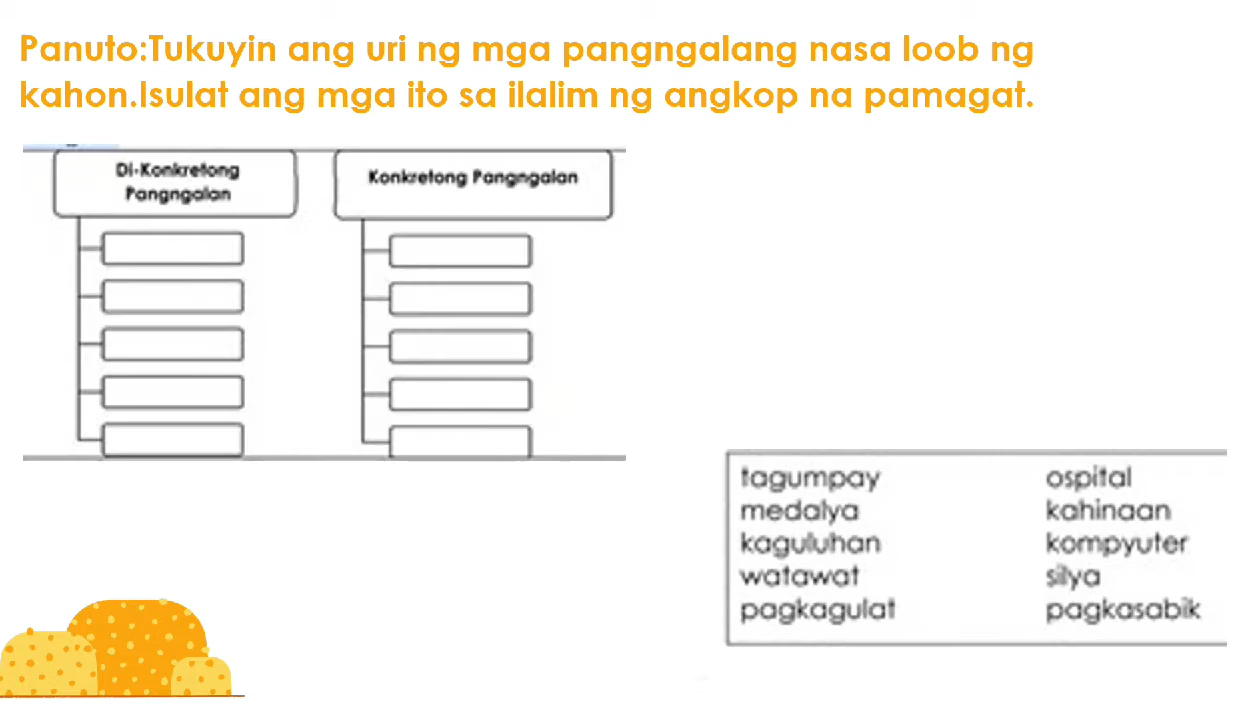 Panuto:Tukuyin ang uri ng mga pangngalang nasa loob ng
kahon.Isulat ang mga ito sa ilalim ng angkop na pamagat.
Di-Konkretong
Pangngalan
Konkretong Pangngalan
tagumpay
medalya
kaguluhan
watawat
pagkagulat
ospital
kahinaan
kompyuter
silya
pagkasabik